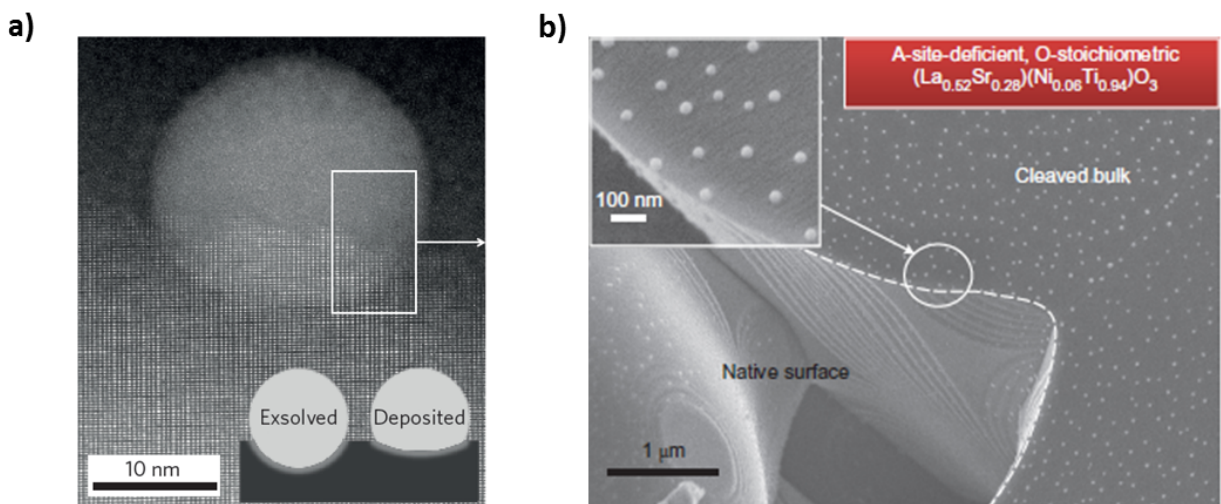 a)
Exsolved
Deposited
10 nm
b)
A-site-deficient, O-stoichiometric
(La0.52Sr0.28)(Ni0.06Ti0.94)O3
Cleaved bulk
100 nm
Native surface
1 μm